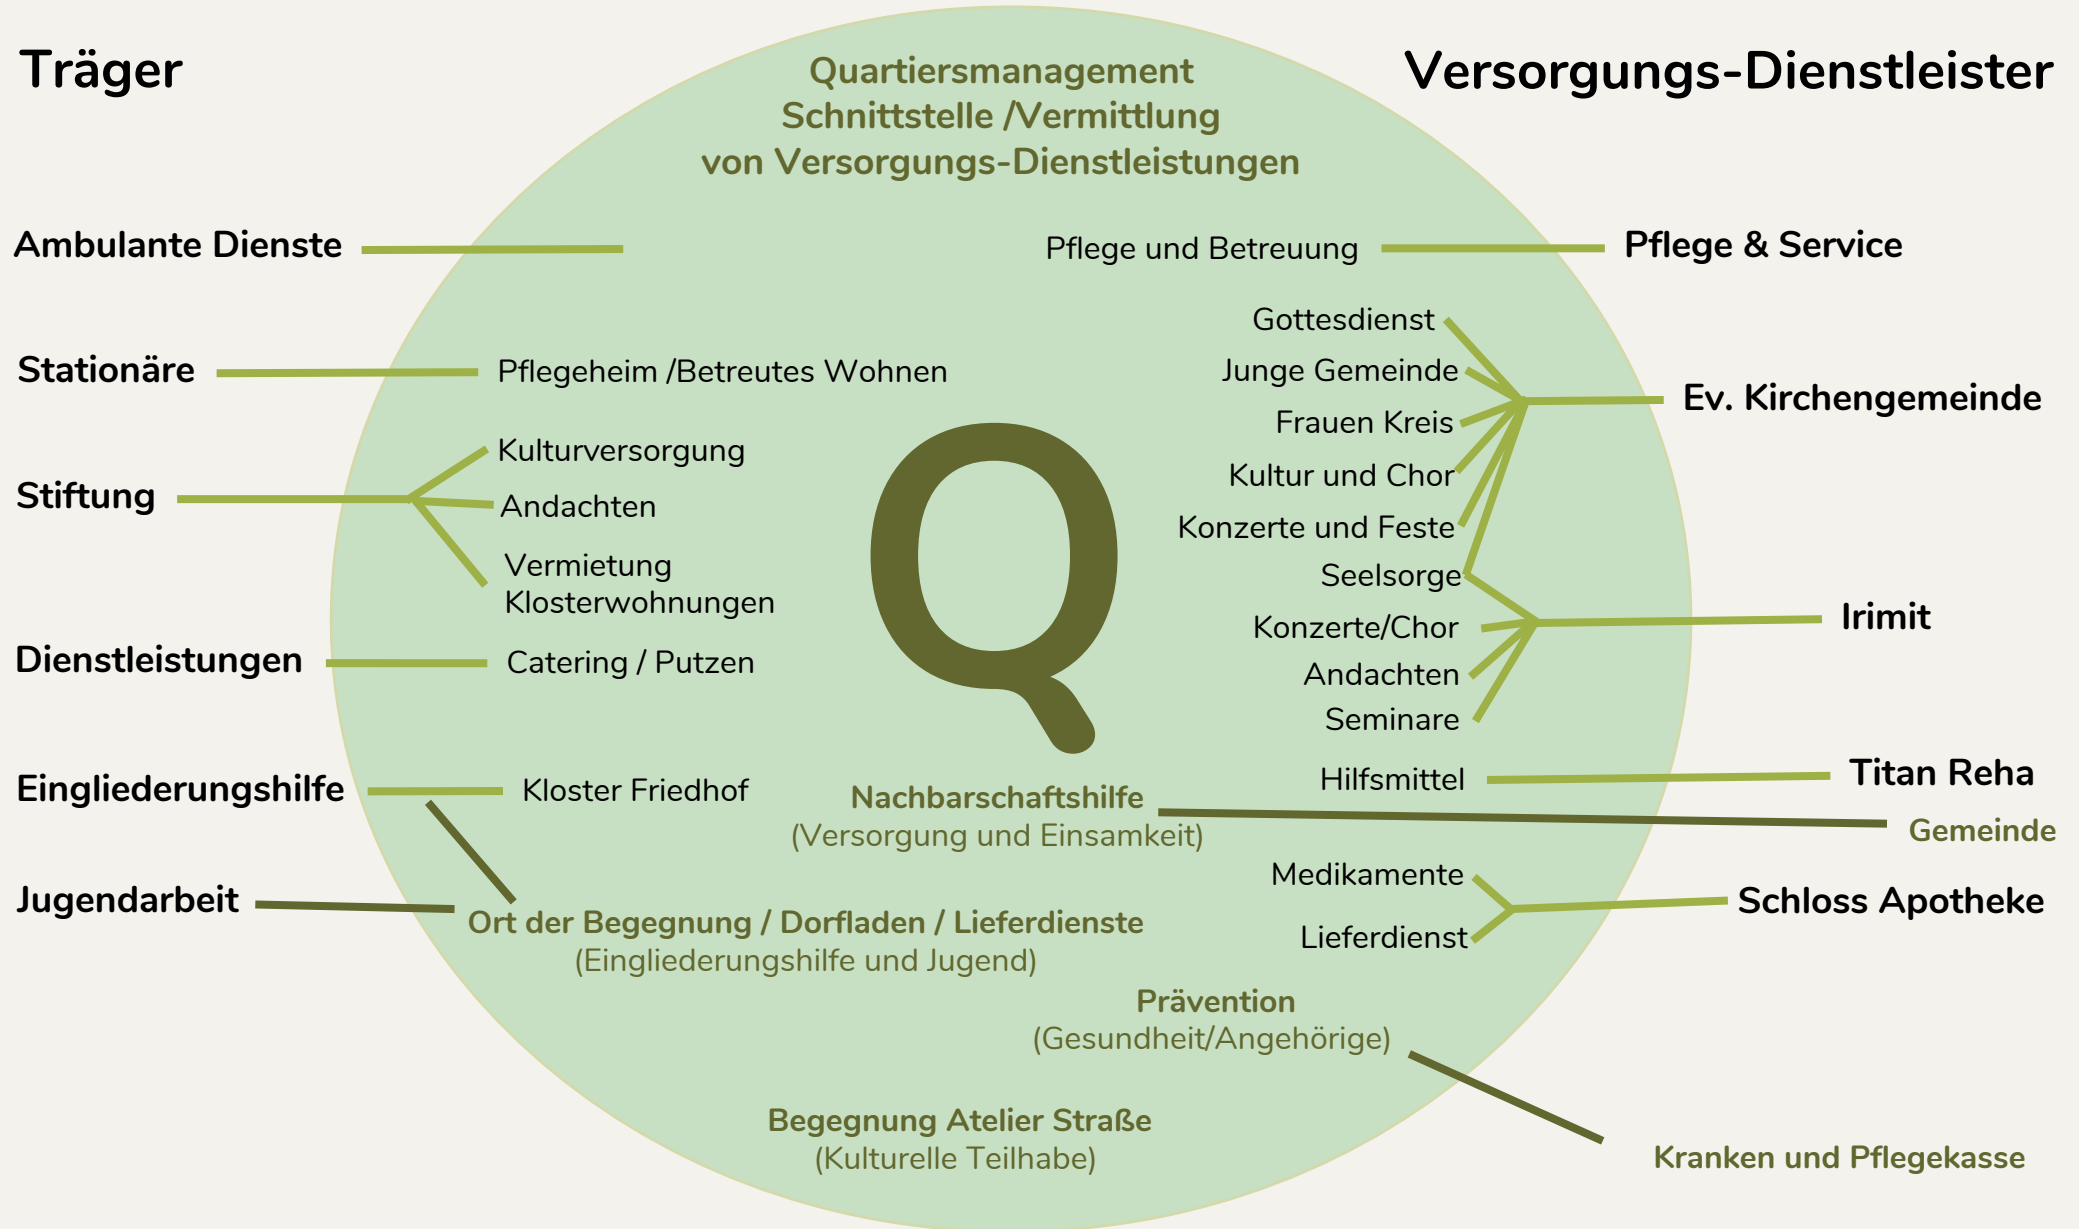 Träger
Quartiersmanagement
Schnittstelle /Vermittlung
von Versorgungs-Dienstleistungen
Versorgungs-Dienstleister
Ambulante Dienste
Stationäre
Pflegeheim /Betreutes Wohnen
Stiftung
Kulturversorgung
Andachten
Vermietung
Klosterwohnungen
Dienstleistungen
Catering / Putzen
Eingliederungshilfe
Kloster Friedhof
Jugendarbeit
Q
Pflege und Betreuung
Pflege & Service
Gottesdienst
Junge Gemeinde
Frauen Kreis
Kultur und Chor
Konzerte und Feste
Seelsorge
Ev. Kirchengemeinde
Konzerte/Chor
Andachten
Seminare
Irimit
Hilfsmittel
Titan Reha
Nachbarschaftshilfe
(Versorgung und Einsamkeit)
Gemeinde
Medikamente
Lieferdienst
Schloss Apotheke
Ort der Begegnung / Dorfladen / Lieferdienste
(Eingliederungshilfe und Jugend)
Prävention
(Gesundheit/Angehörige)
Kranken und Pflegekasse
Begegnung Atelier Straße
(Kulturelle Teilhabe)